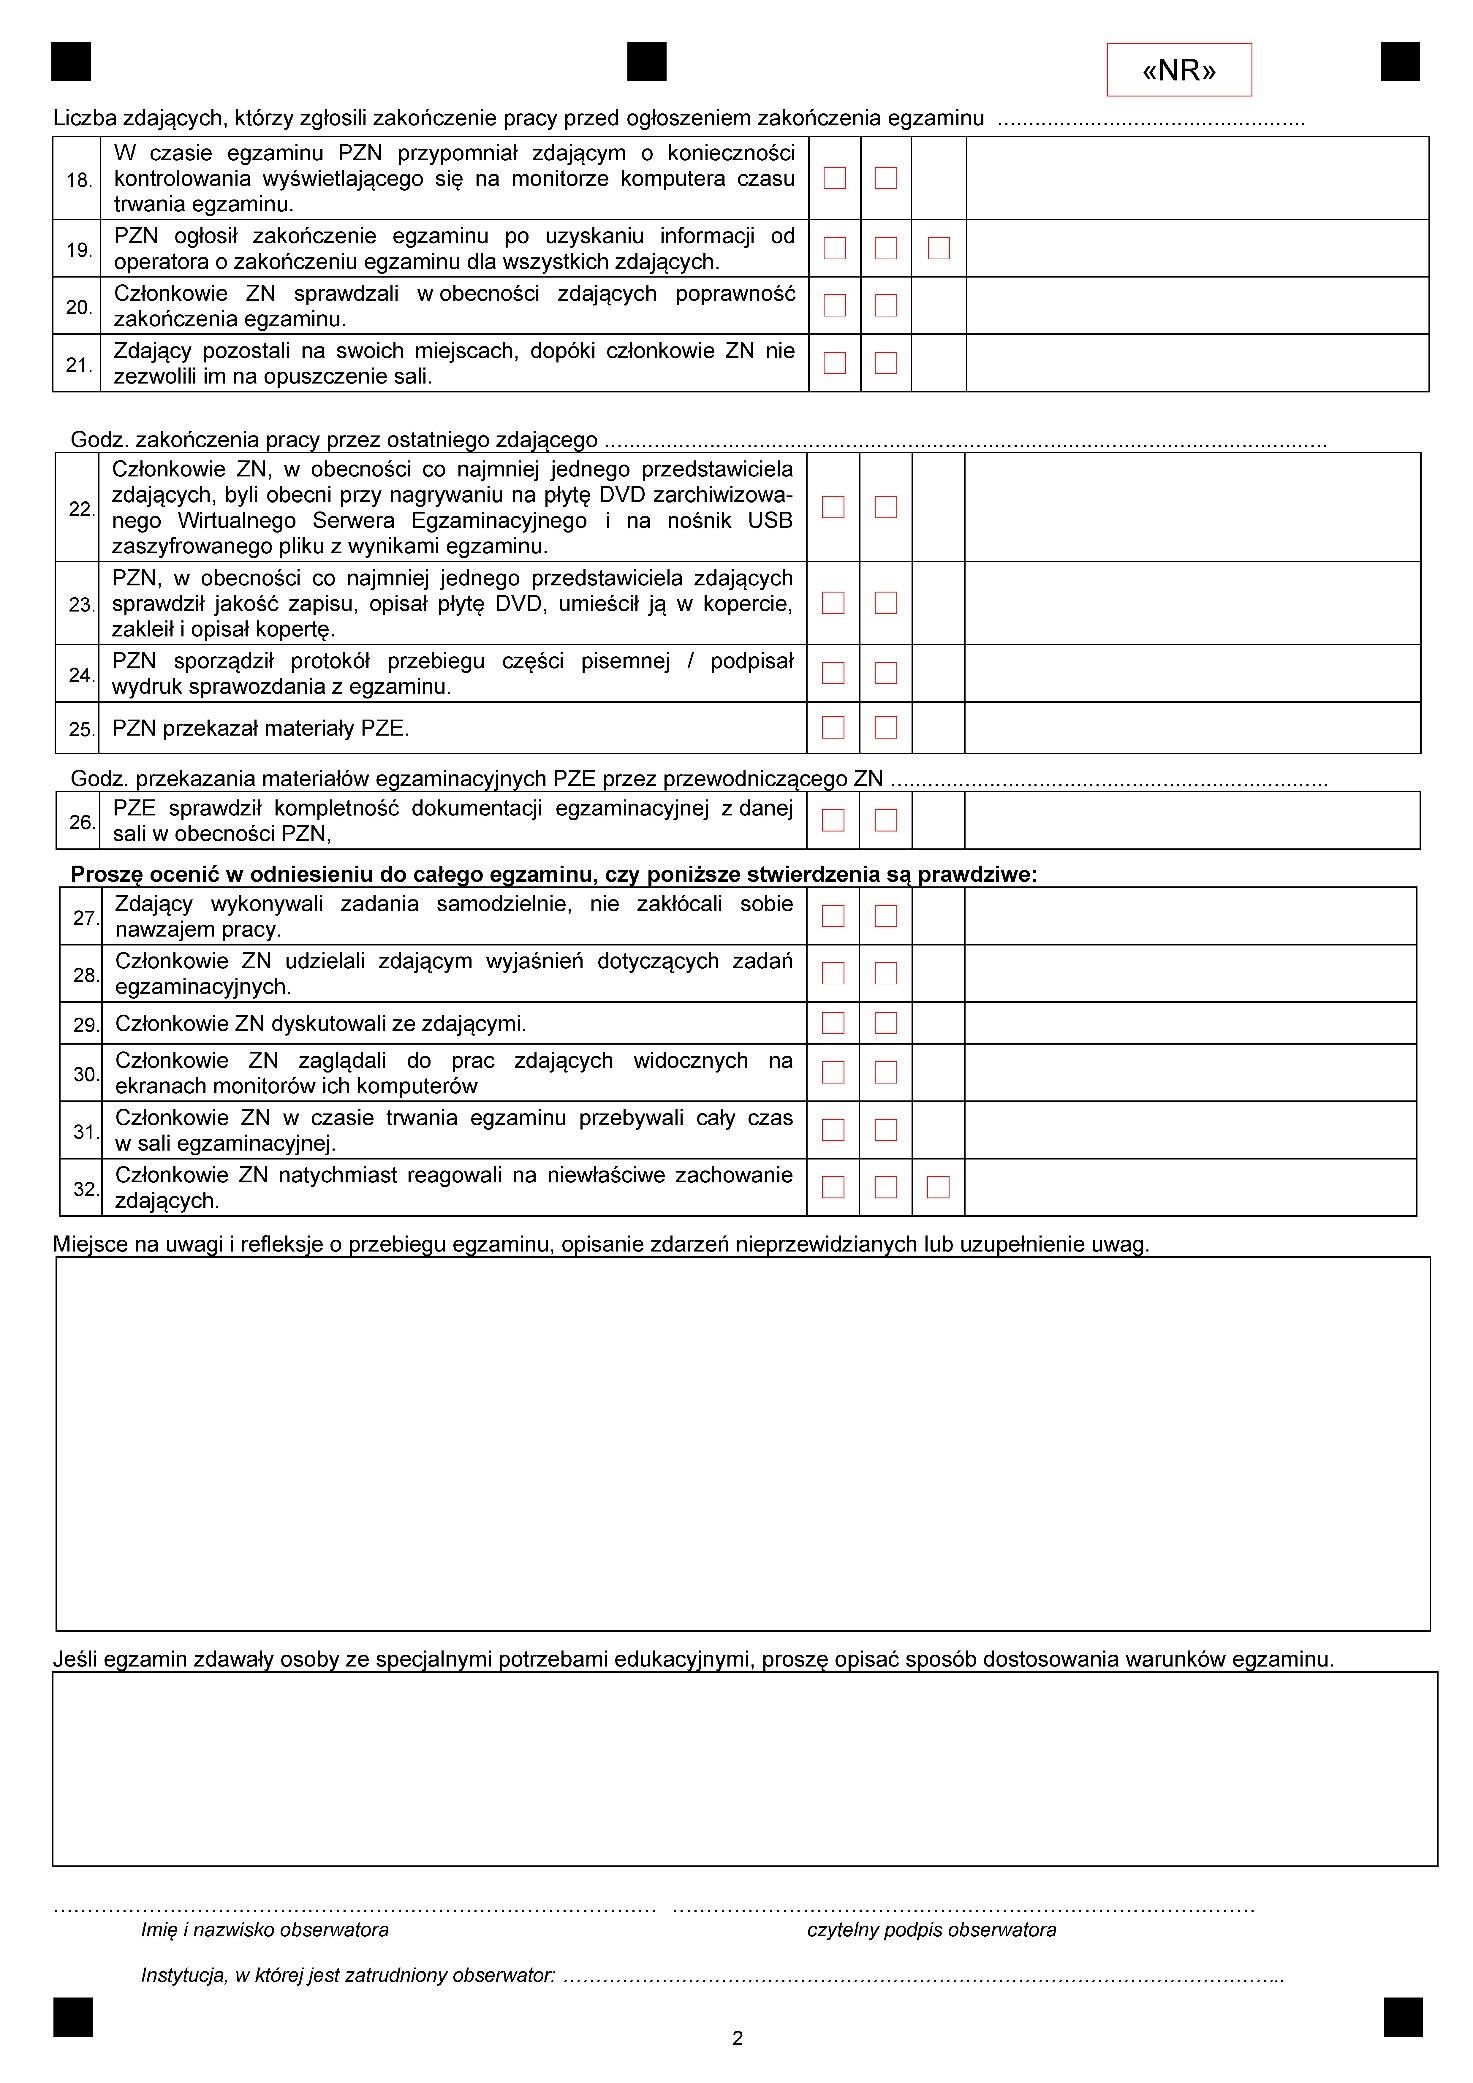 «NR»
Liczba zdających, którzy zgłosili zakończenie pracy przed ogłoszeniem zakończenia egzaminu ..................................................
18. W czasie egzaminu PZN przypomniał zdającym o konieczności
kontrolowania wyświetlającego się na monitorze komputera czasu
trwania egzaminu.
19. PZN ogłosił zakończenie egzaminu po uzyskaniu informacji od
operatora o zakończeniu egzaminu dla wszystkich zdających.
20. Członkowie ZN sprawdzali w obecności zdających poprawność
zakończenia egzaminu.
21. Zdający pozostali na swoich miejscach, dopóki członkowie ZN nie
zezwolili im na opuszczenie sali.
Godz. zakończenia pracy przez ostatniego zdającego ......................................................................................................................
22. Członkowie ZN, w obecności co najmniej jednego przedstawiciela
zdających, byli obecni przy nagrywaniu na płytę DVD zarchiwizowa-
nego Wirtualnego Serwera Egzaminacyjnego i na nośnik USB
zaszyfrowanego pliku z wynikami egzaminu.
23. PZN, w obecności co najmniej jednego przedstawiciela zdających
sprawdził jakość zapisu, opisał płytę DVD, umieścił ją w kopercie,
zakleił i opisał kopertę.
24. PZN sporządził protokół przebiegu części pisemnej / podpisał
wydruk sprawozdania z egzaminu.
25. PZN przekazał materiały PZE.
Godz. przekazania materiałów egzaminacyjnych PZE przez przewodniczącego ZN .......................................................................
26. PZE sprawdził kompletność dokumentacji egzaminacyjnej z danej
sali w obecności PZN,
Proszę ocenić w odniesieniu do całego egzaminu, czy poniższe stwierdzenia są prawdziwe:
27. Zdający wykonywali zadania samodzielnie, nie zakłócali sobie
nawzajem pracy.
28. Członkowie ZN udzielali zdającym wyjaśnień dotyczących zadań
egzaminacyjnych.
29. Członkowie ZN dyskutowali ze zdającymi.
30. Członkowie ZN zaglądali do prac zdających widocznych na
ekranach monitorów ich komputerów
31. Członkowie ZN w czasie trwania egzaminu przebywali cały czas
w sali egzaminacyjnej.
32. Członkowie ZN natychmiast reagowali na niewłaściwe zachowanie
zdających.
Miejsce na uwagi i refleksje o przebiegu egzaminu, opisanie zdarzeń nieprzewidzianych lub uzupełnienie uwag.
Jeśli egzamin zdawały osoby ze specjalnymi potrzebami edukacyjnymi, proszę opisać sposób dostosowania warunków egzaminu.
.................................................................................................. ..............................................................................................
Imię i nazwisko obserwatora czytelny podpis obserwatora
Instytucja, w której jest zatrudniony obserwator: .....................................................................................................................
2